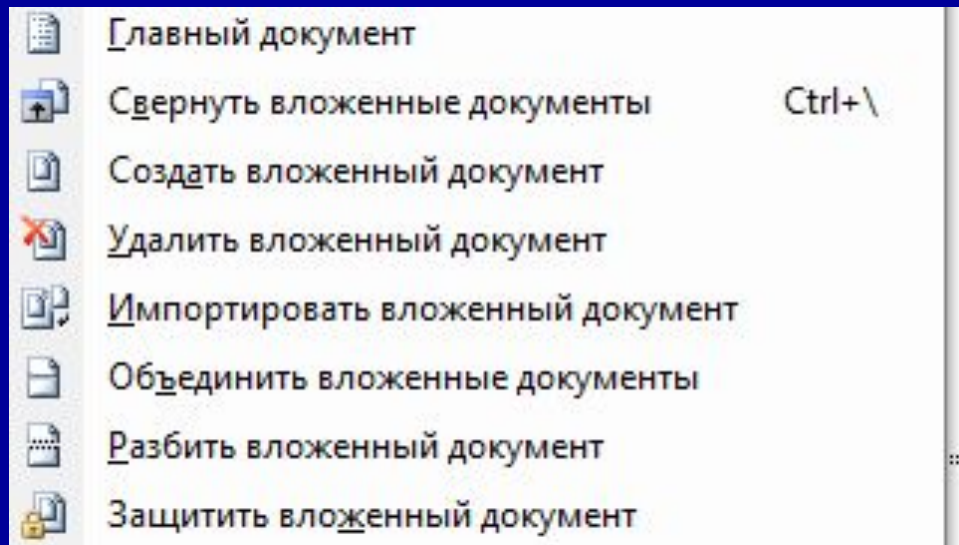 Главный документ
Свернуть вложенные документы Ctrl+\
Создать вложенный документ
Удалить вложенный документ
Импортировать вложенный документ
Объединить вложенные документы
Разбить вложенный документ
Защитить вложенный документ